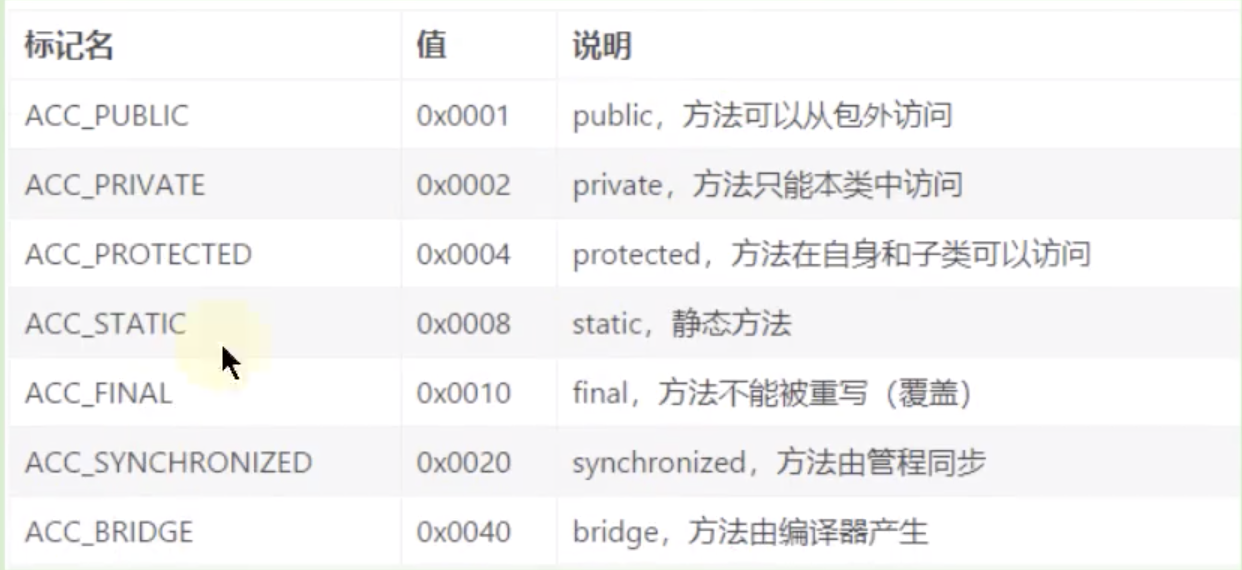 标记名 值 说明
ACC_PUBLIC 0x0001 public，方法可以从包外访问
ACC_PRIVATE 0x0002 private，方法只能本类中访问
ACC_PROTECTED 0x0004 protected，方法在自身和子类可以访问
ACC_STATIC 0x0008 static，静态方法
ACC_FINAL 0x0010 final，方法不能被重写（覆盖）
ACC_SYNCHRONIZED 0x0020 synchronized，方法由管程同步
ACC_BRIDGE 0x0040 bridge，方法由编译器产生